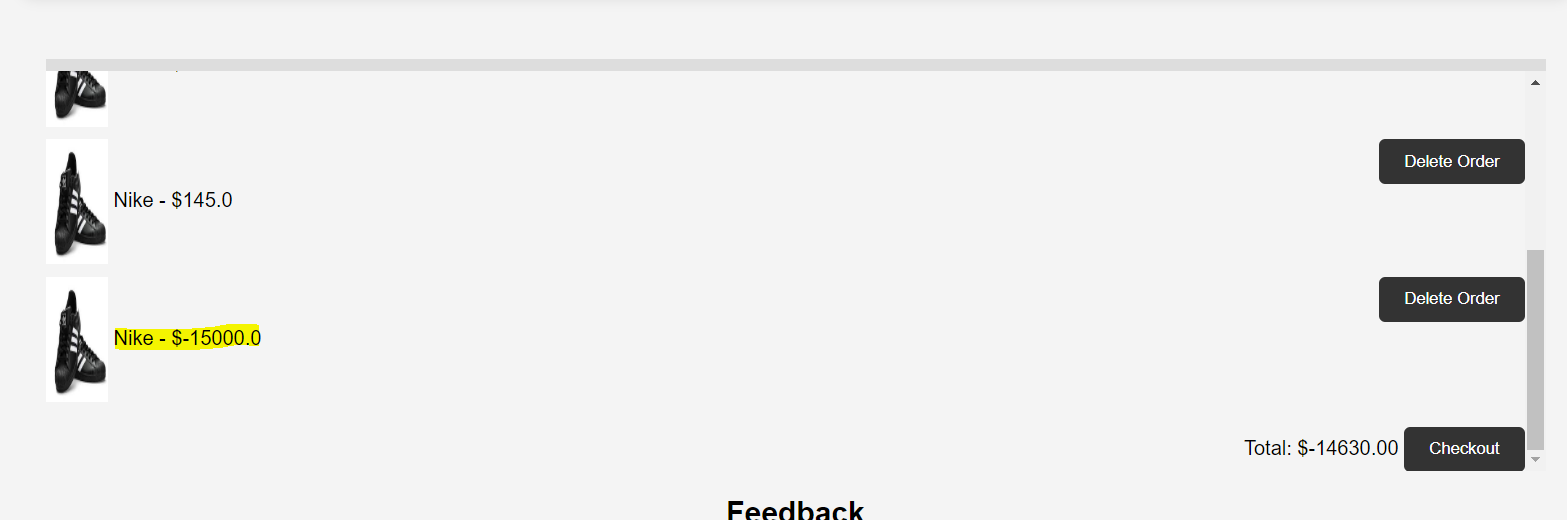 Delete Order
Nike - $145.0
Delete Order
Nike - $-15000.0
Total: $-14630.00 Checkout
Feedback